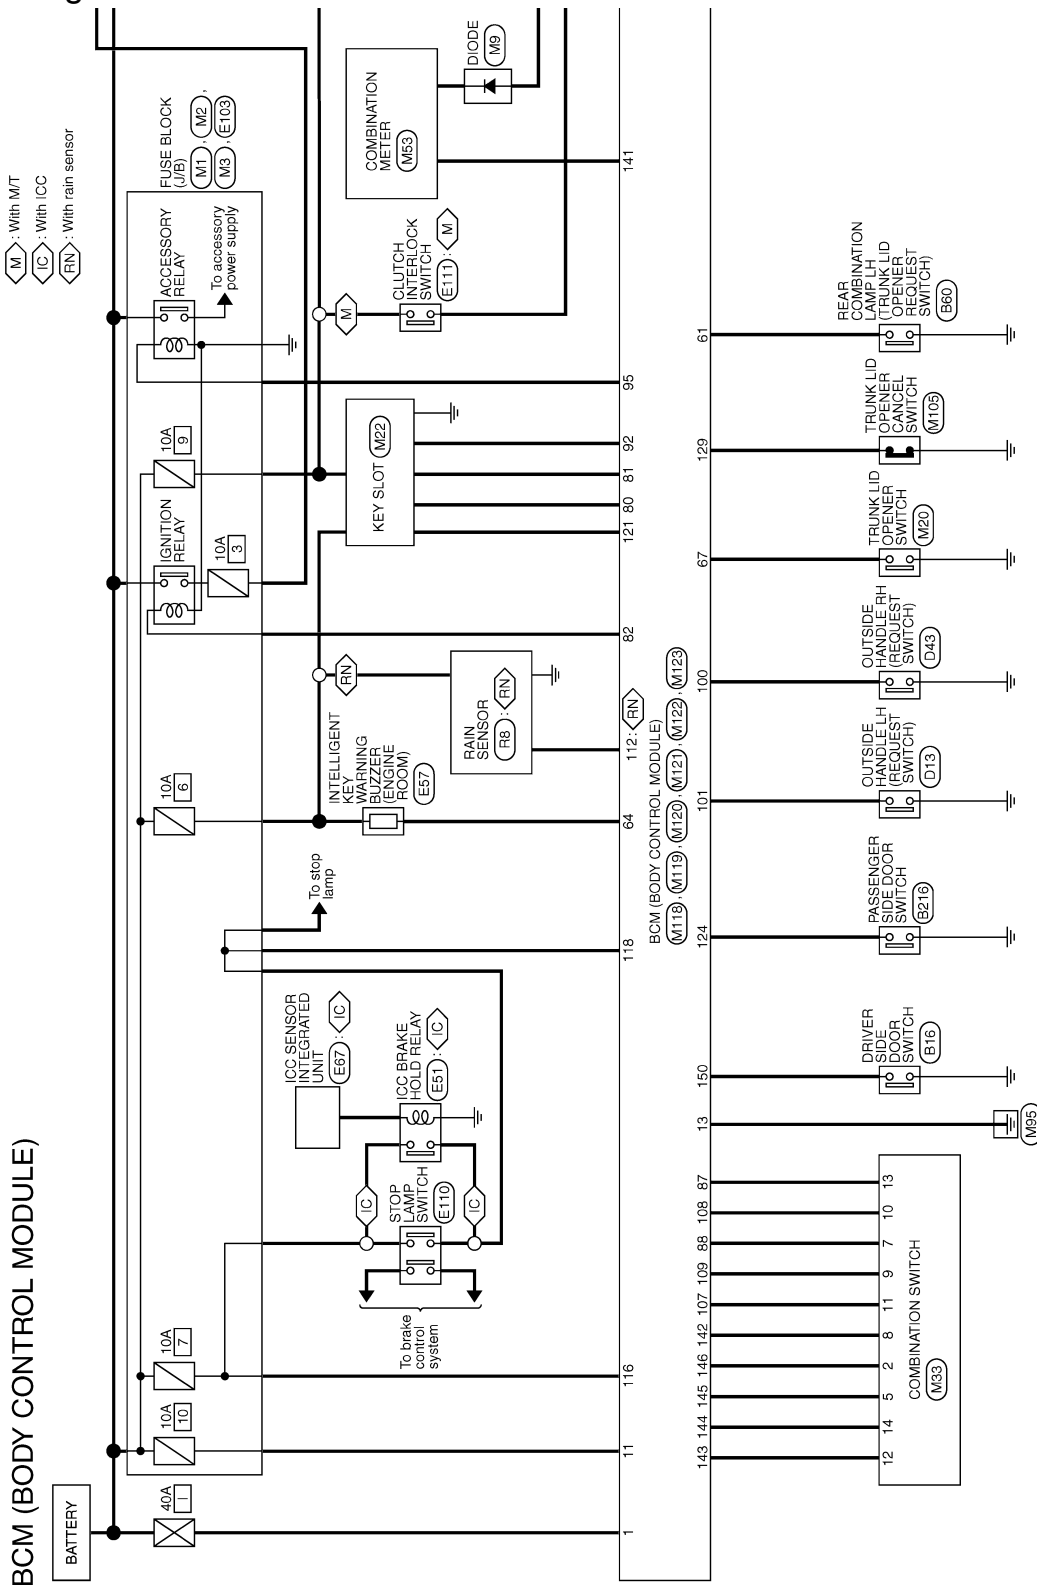 BCM (BODY CONTROL MODULE)
M : With M/T
IC : With ICC
RN : With rain sensor
BATTERY
40A
I
10A
10
10A
7
10A
6
IGNITION
RELAY
10A
3
10A
9
ACCESSORY
RELAY
To accessory
power supply
FUSE BLOCK
(J/B)
M1 , M2 ,
M3 , E103
To brake
control
system
STOP
LAMP
SWITCH
E110
IC
IC
ICC SENSOR
INTEGRATED
UNIT
E67 : IC
ICC BRAKE
HOLD RELAY
E51 : IC
To stop
lamp
INTELLIGENT
KEY
WARNING
BUZZER
(ENGINE
ROOM)
E57
RN
RAIN
SENSOR
R8 : RN
KEY SLOT M22
M
CLUTCH
INTERLOCK
SWITCH
E111 : M
COMBINATION
METER
M53
DIODE
M9
1
11
116
118
64
112 : RN
82
121
80
81
92
95
141
BCM (BODY CONTROL MODULE)
M118 , M119 , M120 , M121 , M122 , M123
143
144
145
146
142
107
109
88
108
87
13
150
124
101
100
67
129
61
12
14
5
2
8
11
9
7
10
13
COMBINATION SWITCH
M33
M95
DRIVER
SIDE
DOOR
SWITCH
B16
PASSENGER
SIDE DOOR
SWITCH
B216
OUTSIDE
HANDLE LH
(REQUEST
SWITCH)
D13
OUTSIDE
HANDLE RH
(REQUEST
SWITCH)
D43
TRUNK LID
OPENER
SWITCH
M20
TRUNK LID
OPENER
CANCEL
SWITCH
M105
REAR
COMBINATION
LAMP LH
(TRUNK LID
OPENER
REQUEST
SWITCH)
B60